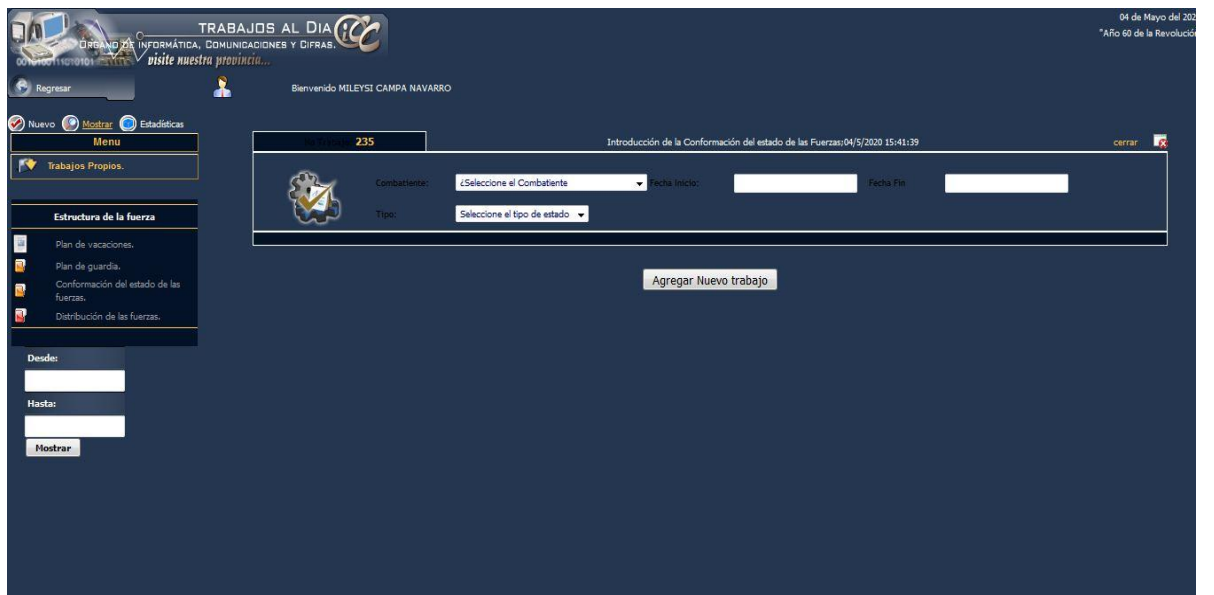 TRABAJOS AL DIA
ÓRGANO DE INFORMÁTICA, COMUNICACIONES Y CIFRAS.
visite nuestra provincia...
04 de Mayo del 202
"Año 60 de la Revolución
Regresar
Bienvenido MILEYSI CAMPA NAVARRO
Nuevo Mostrar Estadísticas
Menu
Trabajos Propios.
235
Introducción de la Conformación del estado de las Fuerzas;04/5/2020 15:41:39
cerrar
Combatiente: ¿Seleccione el Combatiente Fecha Inicio: Fecha Fin
Tipo: Seleccione el tipo de estado
Agregar Nuevo trabajo
Estructura de la fuerza
Plan de vacaciones.
Plan de guardia.
Conformación del estado de las
fuerzas.
Distribución de las fuerzas.
Desde:
Hasta:
Mostrar